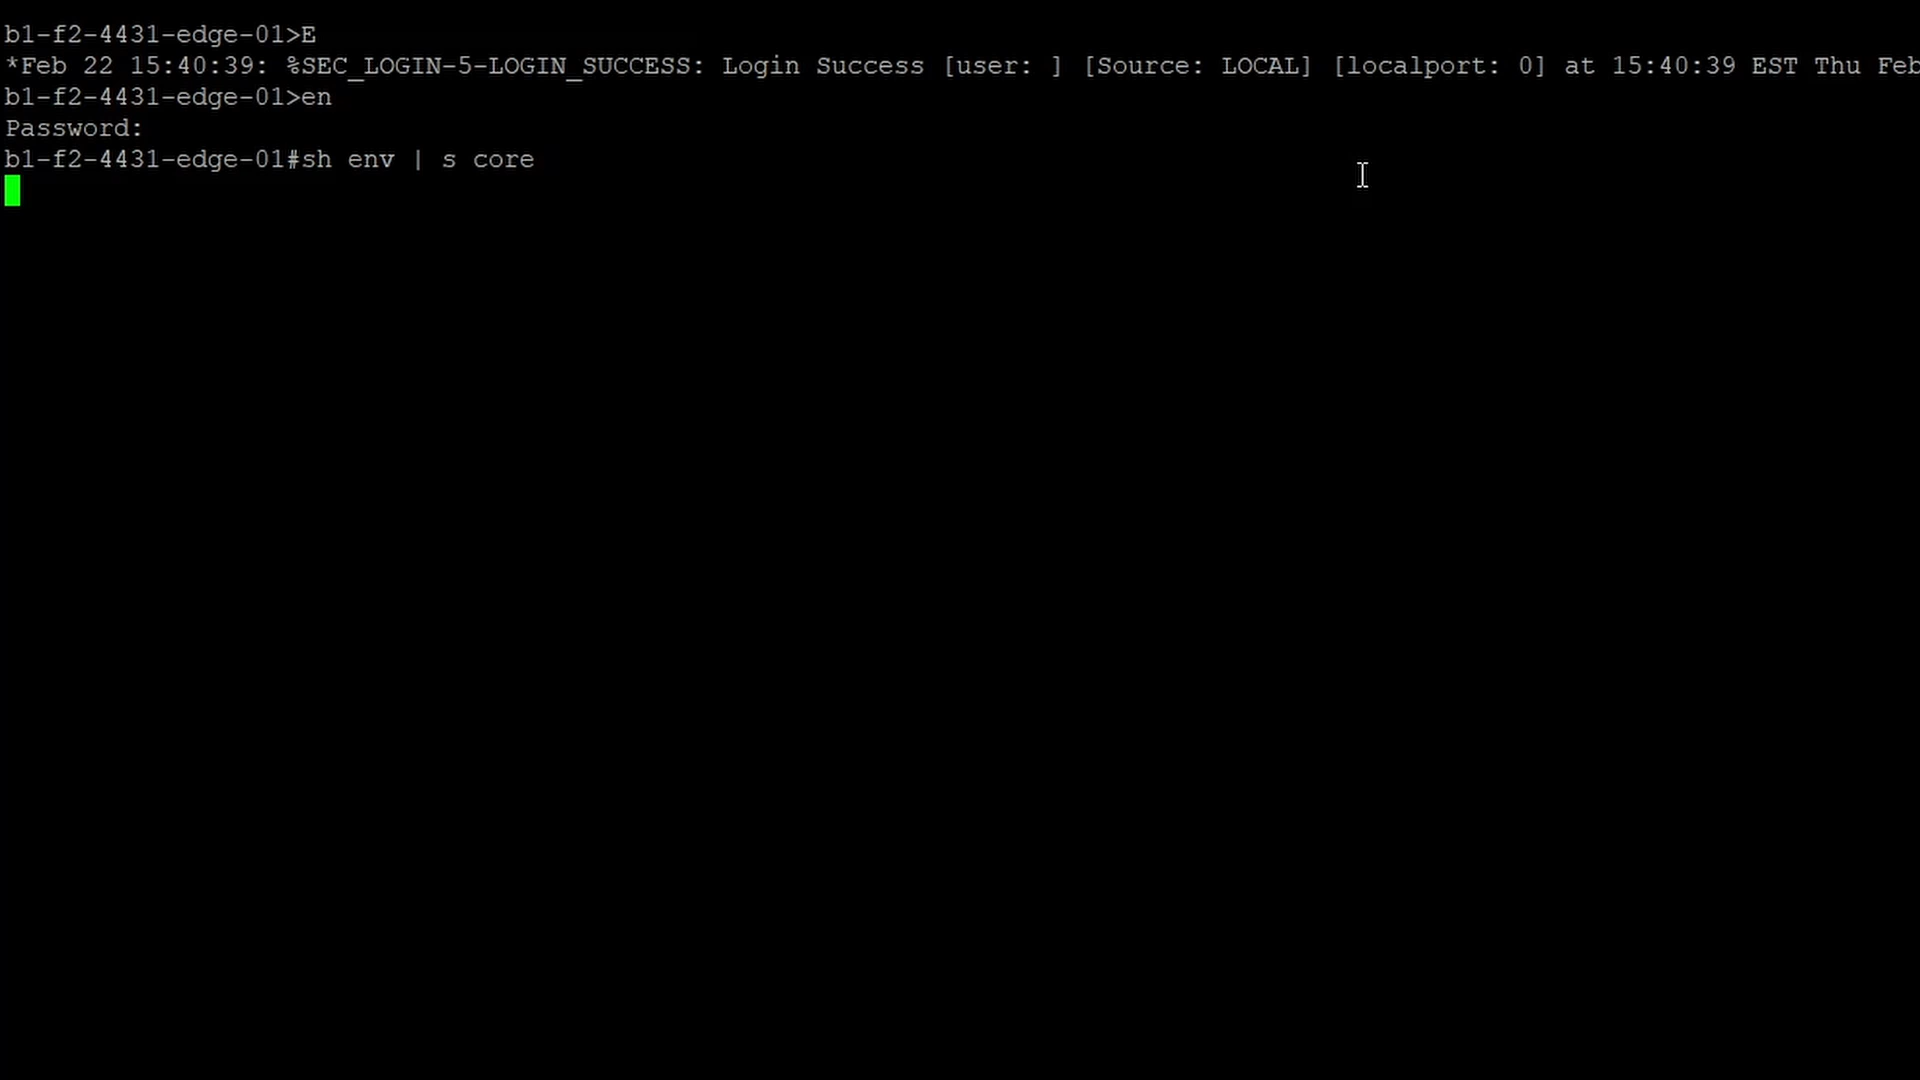 b1-f2-4431-edge-01>E
*Feb 22 15:40:39: %SEC_LOGIN-5-LOGIN_SUCCESS: Login Success [user: ] [Source: LOCAL] [localport: 0] at 15:40:39 EST Thu Feb
b1-f2-4431-edge-01>en
Password:
b1-f2-4431-edge-01#sh env | s core